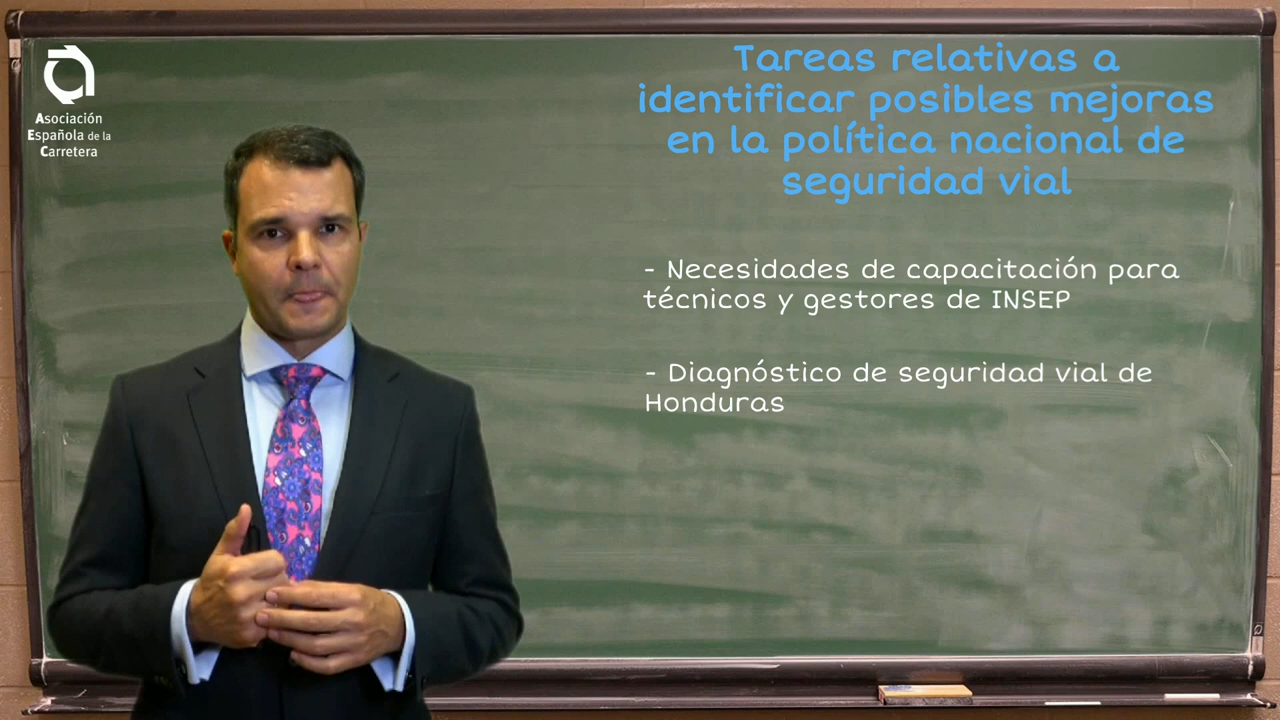 Asociación
Española de la
Carretera
Tareas relativas a
identificar posibles mejoras
en la política nacional de
seguridad vial
- Necesidades de capacitación para
técnicos y gestores de INSEP
- Diagnóstico de seguridad vial de
Honduras